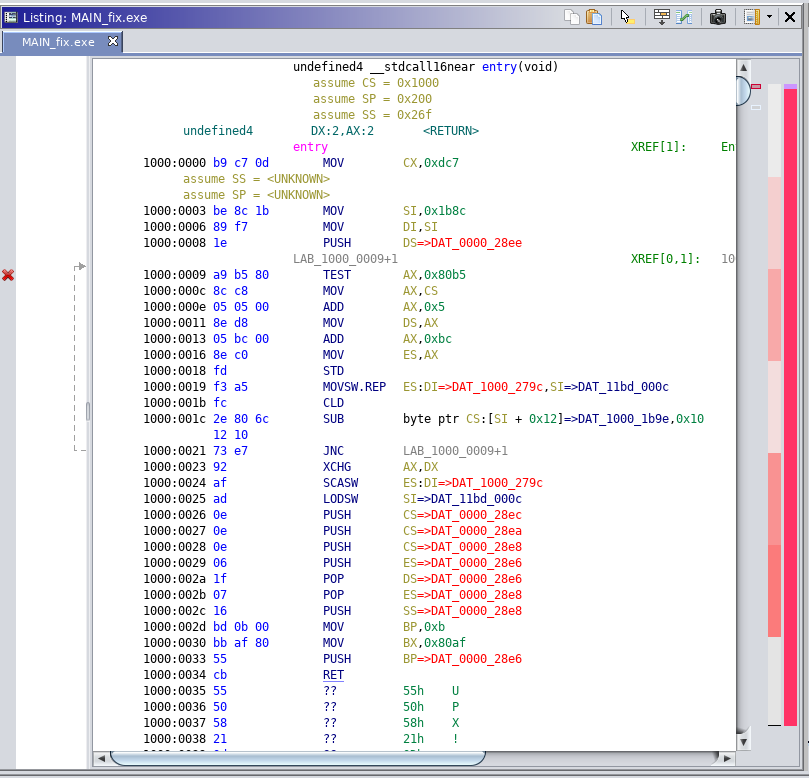 Listing: MAIN_fix.exe
MAIN_fix.exe
undefined4 __stdcall16near entry(void)
assume CS = 0x1000
assume SP = 0x200
assume SS = 0x26f
undefined4 DX:2,AX:2 <RETURN>
entry XREF[1]: En
1000:0000 b9 c7 0d MOV CX,0xdc7
assume SS = <UNKNOWN>
assume SP = <UNKNOWN>
1000:0003 be 8c 1b MOV SI,0x1b8c
1000:0006 89 f7 MOV DI,SI
1000:0008 1e PUSH DS=>DAT_0000_28ee
LAB_1000_0009+1 XREF[0,1]: 10
1000:0009 a9 b5 80 TEST AX,0x80b5
1000:000c 8c c8 MOV AX,CS
1000:000e 05 05 00 ADD AX,0x5
1000:0011 8e d8 MOV DS,AX
1000:0013 05 bc 00 ADD AX,0xbc
1000:0016 8e c0 MOV ES,AX
1000:0018 fd STD
1000:0019 f3 a5 MOVSW.REP ES:DI=>DAT_1000_279c,SI=>DAT_11bd_000c
1000:001b fc CLD
1000:001c 2e 80 6c SUB byte ptr CS:[SI + 0x12]=>DAT_1000_1b9e,0x10
12 10
1000:0021 73 e7 JNC LAB_1000_0009+1
1000:0023 92 XCHG AX,DX
1000:0024 af SCASW ES:DI=>DAT_1000_279c
1000:0025 ad LODSW SI=>DAT_11bd_000c
1000:0026 0e PUSH CS=>DAT_0000_28ec
1000:0027 0e PUSH CS=>DAT_0000_28ea
1000:0028 0e PUSH CS=>DAT_0000_28e8
1000:0029 06 PUSH ES=>DAT_0000_28e6
1000:002a 1f POP DS=>DAT_0000_28e6
1000:002b 07 POP ES=>DAT_0000_28e8
1000:002c 16 PUSH SS=>DAT_0000_28e8
1000:002d bd 0b 00 MOV BP,0xb
1000:0030 bb af 80 MOV BX,0x80af
1000:0033 55 PUSH BP=>DAT_0000_28e6
1000:0034 cb RET
1000:0035 55 ?? 55h U
1000:0036 50 ?? 50h P
1000:0037 58 ?? 58h X
1000:0038 21 ?? 21h !